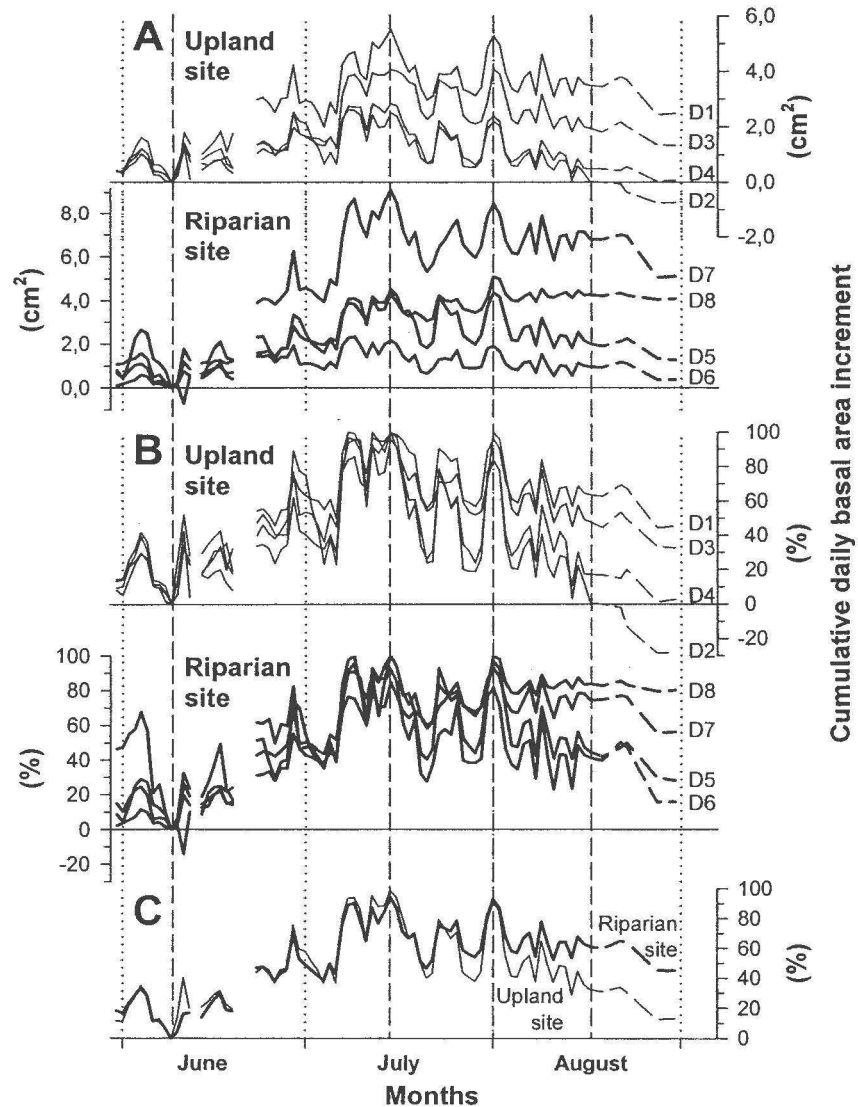 A
Upland
site
6,0
4,0
2,0
0,0
-2,0
(cm²)
D1
D3
D4
D2
Riparian
site
8,0
6,0
4,0
2,0
0,0
(cm²)
D7
D8
D5
D6
B
Upland
site
100
80
60
40
20
0
-20
(%)
D1
D3
D4
D2
Riparian
site
100
80
60
40
20
0
-20
(%)
D8
D7
D5
D6
C
100
80
60
40
20
0
(%)
Riparian
site
Upland
site
June
July
August
Months
Cumulative daily basal area increment